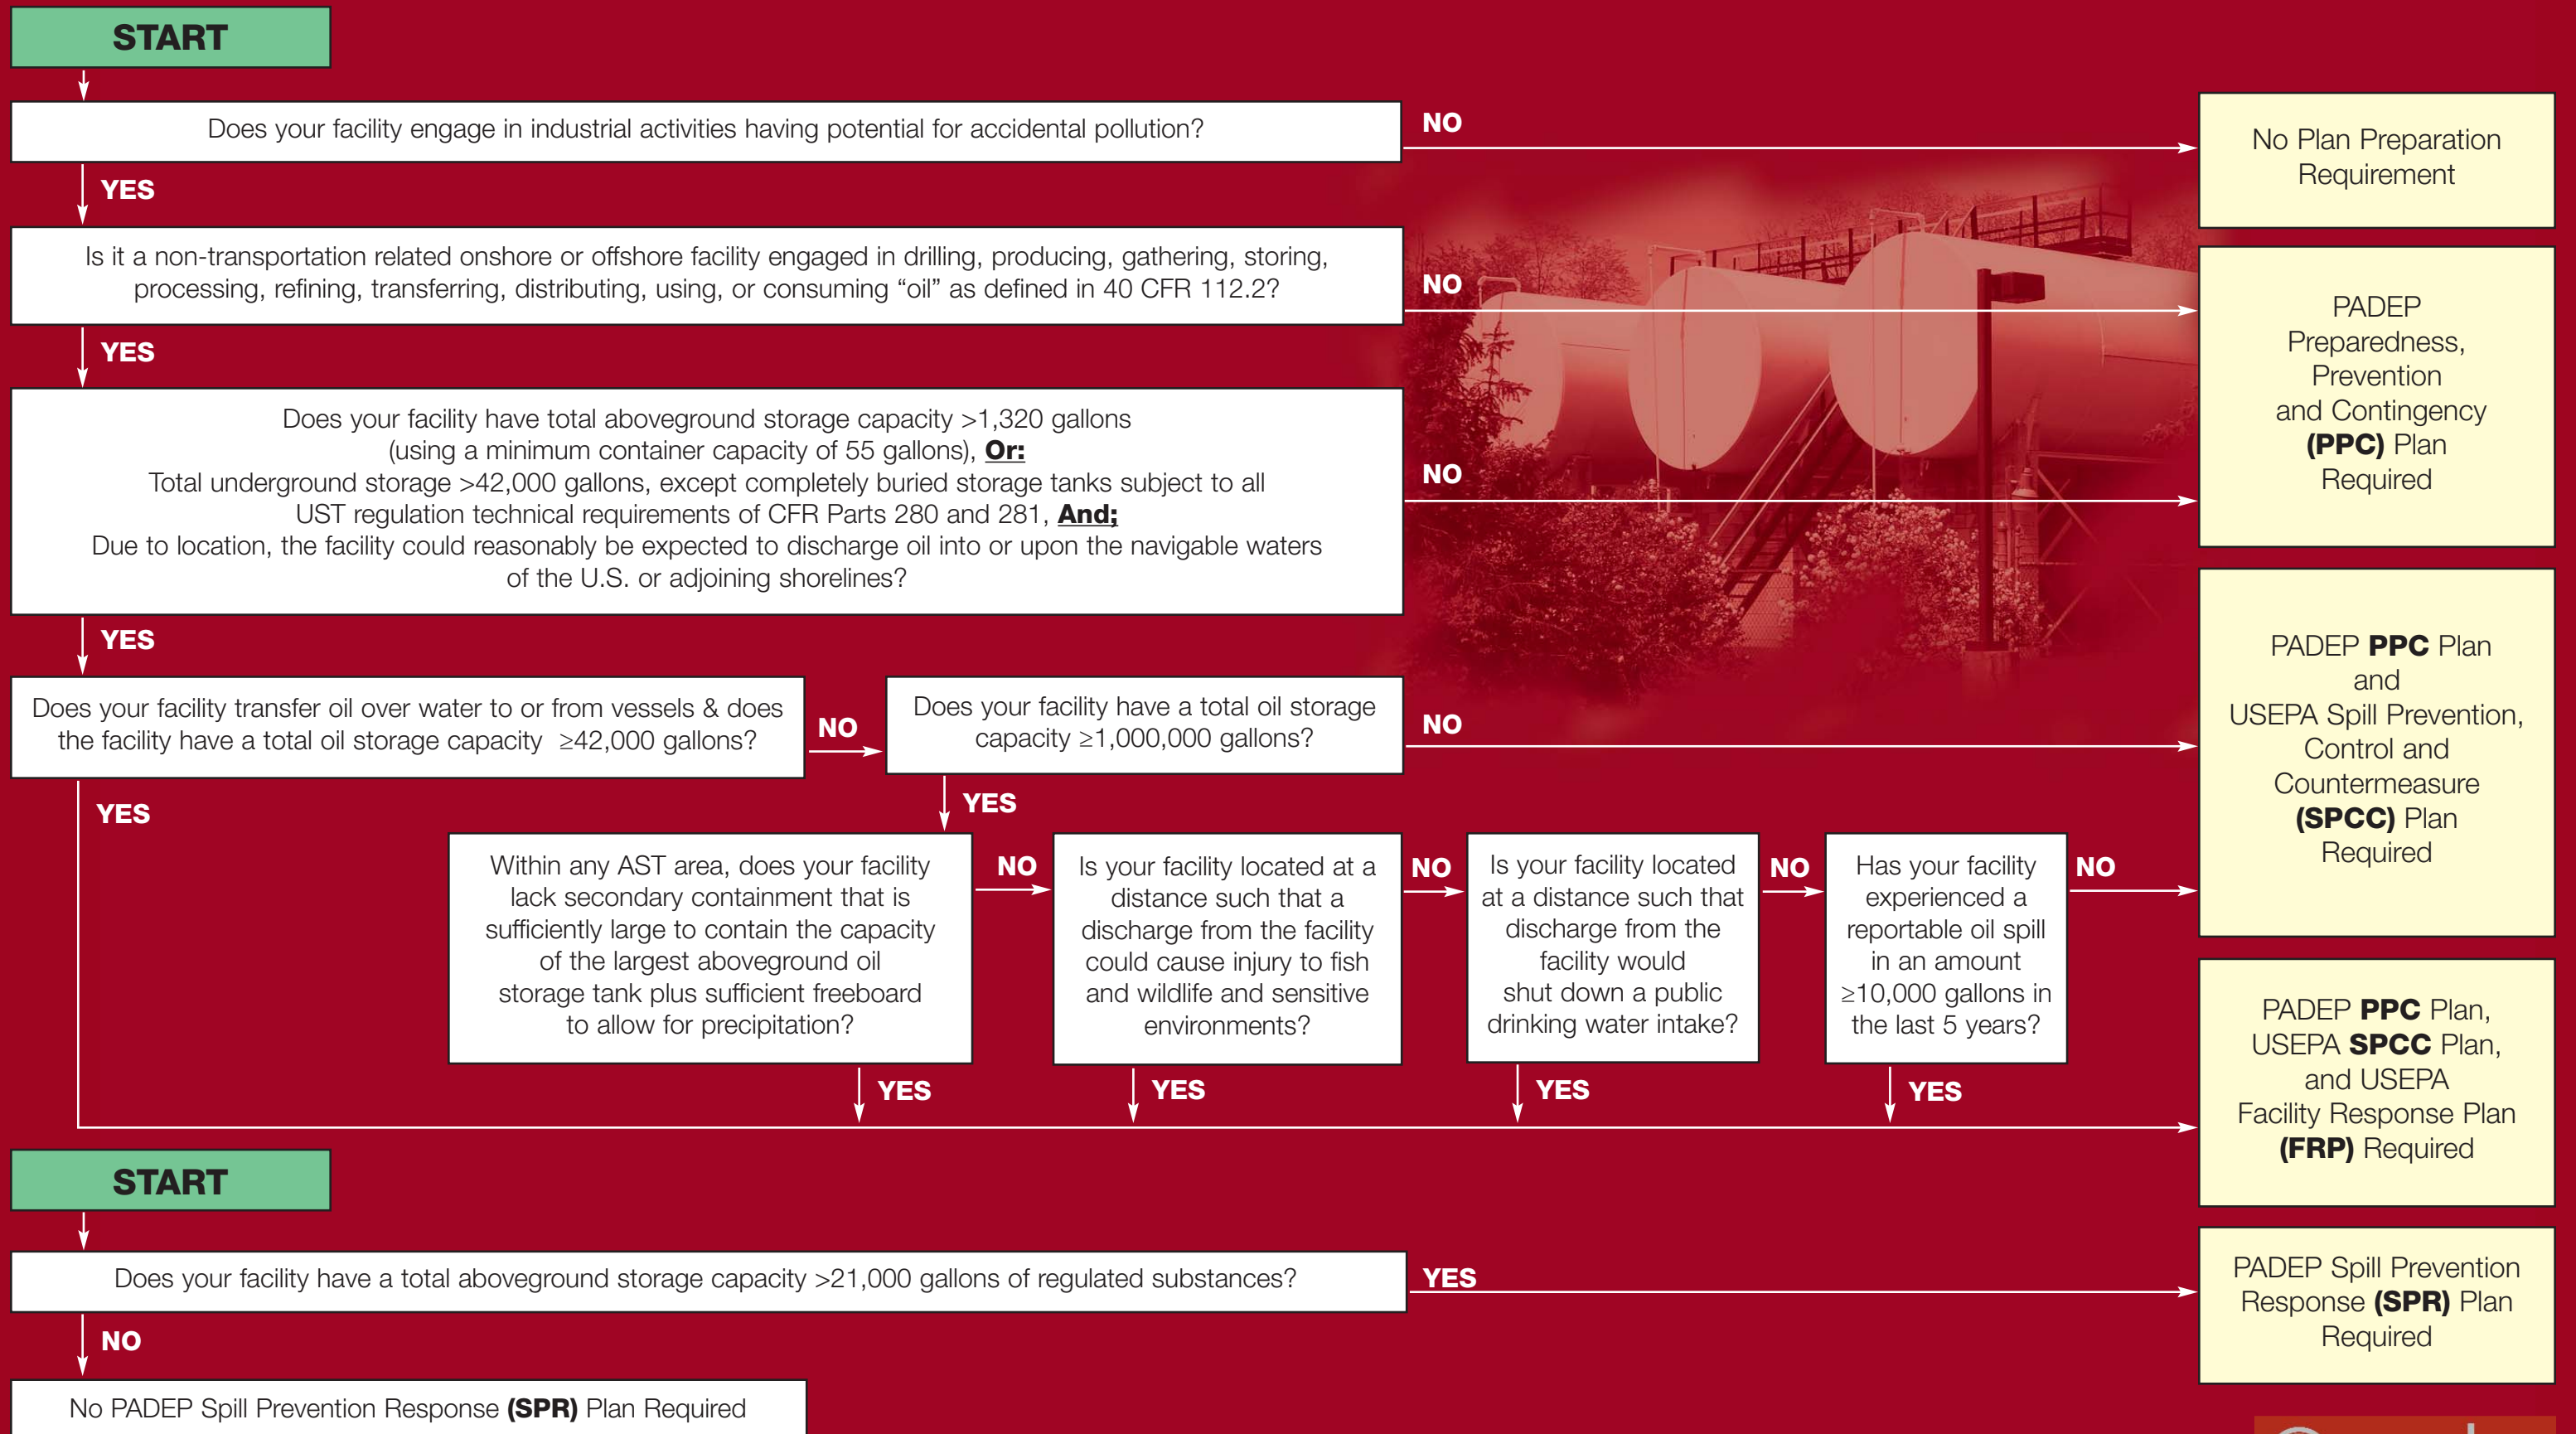 START
Does your facility engage in industrial activities having potential for accidental pollution?
NO
No Plan Preparation
Requirement
YES
Is it a non-transportation related onshore or offshore facility engaged in drilling, producing, gathering, storing,
processing, refining, transferring, distributing, using, or consuming “oil” as defined in 40 CFR 112.2?
NO
PADEP
Preparedness,
Prevention
and Contingency
(PPC) Plan
Required
YES
Does your facility have total aboveground storage capacity >1,320 gallons
(using a minimum container capacity of 55 gallons), Or:
Total underground storage >42,000 gallons, except completely buried storage tanks subject to all
UST regulation technical requirements of CFR Parts 280 and 281, And;
Due to location, the facility could reasonably be expected to discharge oil into or upon the navigable waters
of the U.S. or adjoining shorelines?
NO
YES
Does your facility transfer oil over water to or from vessels & does
the facility have a total oil storage capacity ≥42,000 gallons?
NO
Does your facility have a total oil storage
capacity ≥1,000,000 gallons?
NO
PADEP PPC Plan
and
USEPA Spill Prevention,
Control and
Countermeasure
(SPCC) Plan
Required
YES
YES
Within any AST area, does your facility
lack secondary containment that is
sufficiently large to contain the capacity
of the largest aboveground oil
storage tank plus sufficient freeboard
to allow for precipitation?
NO
Is your facility located at a
distance such that a
discharge from the facility
could cause injury to fish
and wildlife and sensitive
environments?
NO
Is your facility located
at a distance such that
discharge from the
facility would
shut down a public
drinking water intake?
NO
Has your facility
experienced a
reportable oil spill
in an amount
≥10,000 gallons in
the last 5 years?
NO
YES
YES
YES
YES
PADEP PPC Plan,
USEPA SPCC Plan,
and USEPA
Facility Response Plan
(FRP) Required
START
Does your facility have a total aboveground storage capacity >21,000 gallons of regulated substances?
YES
PADEP Spill Prevention
Response (SPR) Plan
Required
NO
No PADEP Spill Prevention Response (SPR) Plan Required